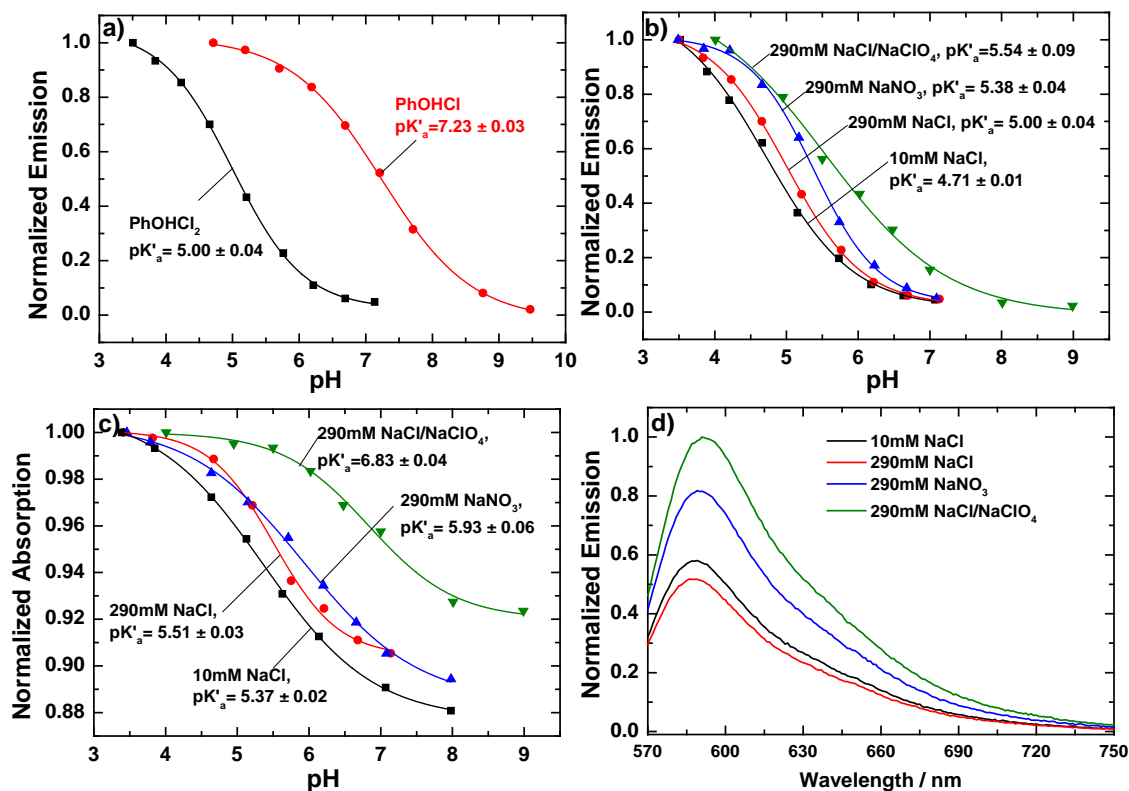 a)
Normalized Emission
1.0
0.8
0.6
0.4
0.2
0.0
PhOHCl
pK'a=7.23 ± 0.03
PhOHCl2
pK'a= 5.00 ± 0.04
3 4 5 6 7 8 9 10
pH
b)
Normalized Emission
1.0
0.8
0.6
0.4
0.2
0.0
290mM NaCl/NaClO4, pK'a=5.54 ± 0.09
290mM NaNO3, pK'a= 5.38 ± 0.04
290mM NaCl, pK'a= 5.00 ± 0.04
10mM NaCl,
pK'a= 4.71 ± 0.01
3 4 5 6 7 8 9
pH
c)
Normalized Absorption
1.00
0.98
0.96
0.94
0.92
0.90
0.88
290mM NaCl/NaClO4,
pK'a=6.83 ± 0.04
290mM NaNO3,
pK'a= 5.93 ± 0.06
290mM NaCl,
pK'a= 5.51 ± 0.03
10mM NaCl,
pK'a= 5.37 ± 0.02
3 4 5 6 7 8 9
pH
d)
Normalized Emission
1.0
0.8
0.6
0.4
0.2
0.0
10mM NaCl
290mM NaCl
290mM NaNO3
290mM NaCl/NaClO4
570 600 630 660 690 720 750
Wavelength / nm